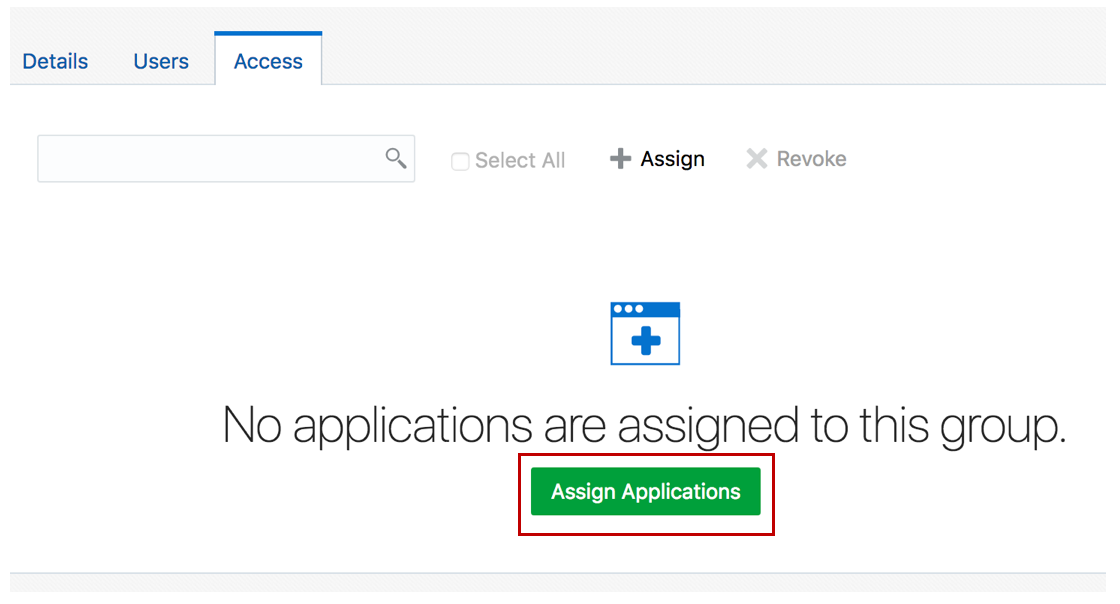 Details Users Access
Select All Assign Revoke
No applications are assigned to this group.
Assign Applications